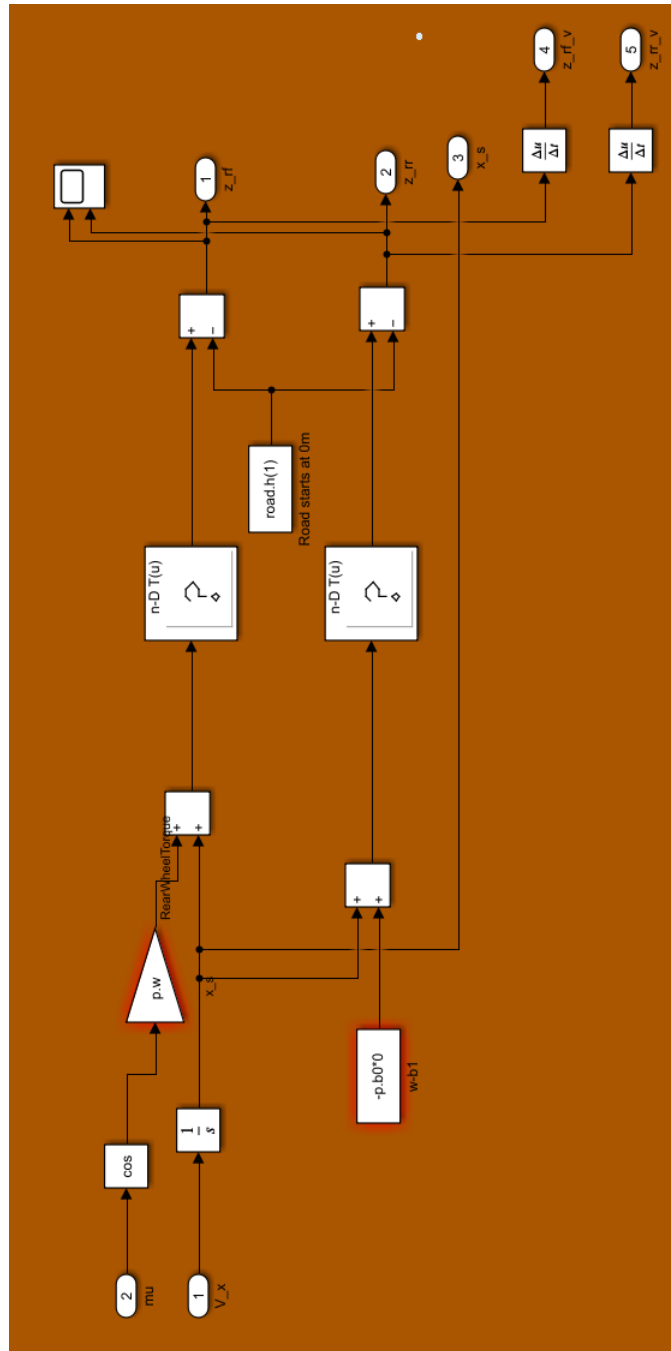 2
mu
1
V_x
cos
1
s
p.w
RearWheelTorque
x_s
-p.b0*0
w-b1
+
+
+
+
n-D T(u)
n-D T(u)
road.h(1)
Road starts at 0m
+
−
+
−
1
z_rf
2
z_rr
3
x_s
Δu
Δt
Δu
Δt
4
z_rf_v
5
z_rr_v